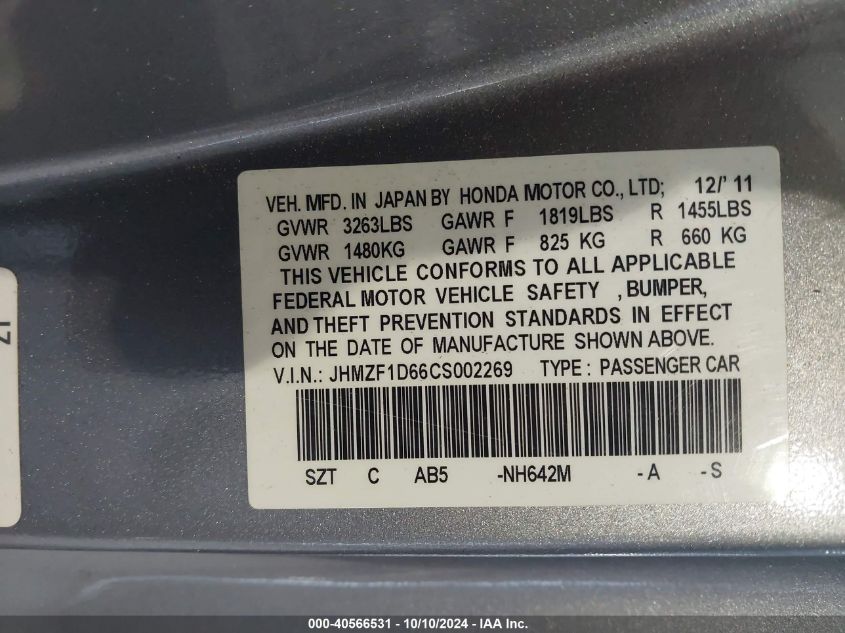 VEH. MFD. IN JAPAN BY HONDA MOTOR CO., LTD; 12/' 11
GVWR 3263LBS GAWR F 1819LBS R 1455LBS
GVWR 1480KG GAWR F 825 KG R 660 KG
THIS VEHICLE CONFORMS TO ALL APPLICABLE
FEDERAL MOTOR VEHICLE SAFETY , BUMPER,
AND THEFT PREVENTION STANDARDS IN EFFECT
ON THE DATE OF MANUFACTURE SHOWN ABOVE.
V.I.N.: JHMZF1D66CS002269 TYPE : PASSENGER CAR
SZT C AB5 -NH642M -A -S
000-40566531 - 10/10/2024 - IAA Inc.